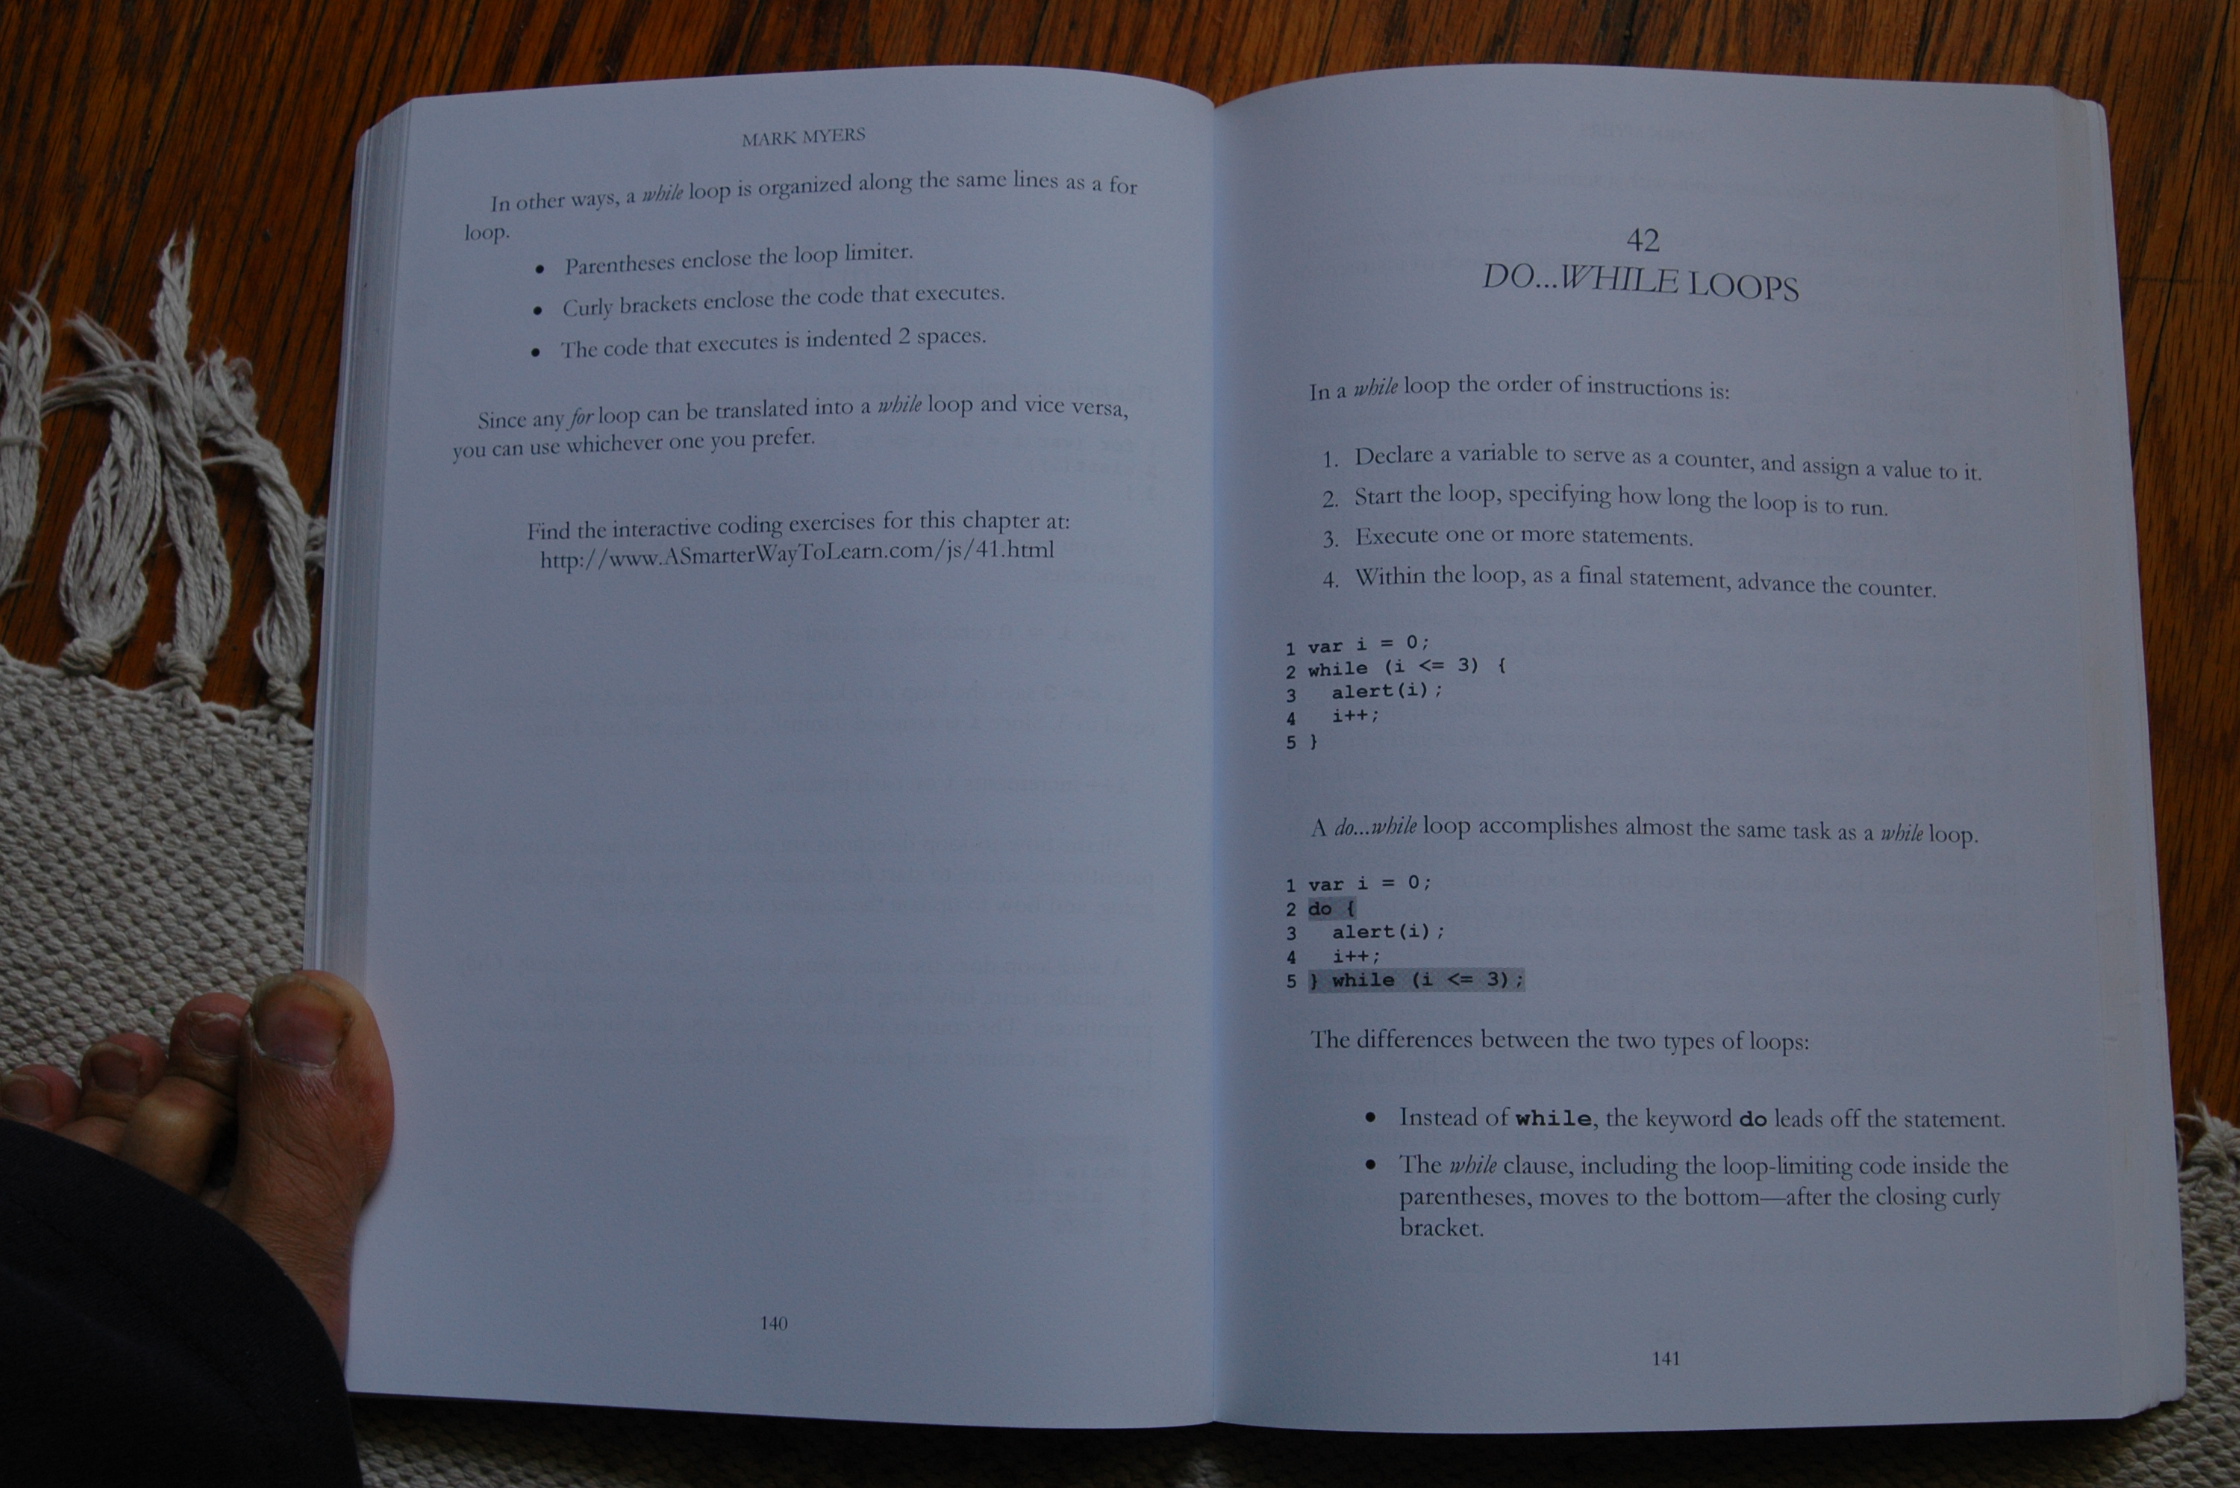 MARK MYERS
In other ways, a while loop is organized along the same lines as a for
loop.
• Parentheses enclose the loop limiter.
• Curly brackets enclose the code that executes.
• The code that executes is indented 2 spaces.
Since any for loop can be translated into a while loop and vice versa,
you can use whichever one you prefer.
Find the interactive coding exercises for this chapter at:
http://www.ASmarterWayToLearn.com/js/41.html
140
42
DO...WHILE LOOPS
In a while loop the order of instructions is:
1. Declare a variable to serve as a counter, and assign a value to it.
2. Start the loop, specifying how long the loop is to run.
3. Execute one or more statements.
4. Within the loop, as a final statement, advance the counter.
1 var i = 0;
2 while (i <= 3) {
3   alert(i);
4   i++;
5 }
A do...while loop accomplishes almost the same task as a while loop.
1 var i = 0;
2 do {
3   alert(i);
4   i++;
5 } while (i <= 3);
The differences between the two types of loops:
• Instead of while, the keyword do leads off the statement.
• The while clause, including the loop-limiting code inside the
parentheses, moves to the bottom—after the closing curly
bracket.
141